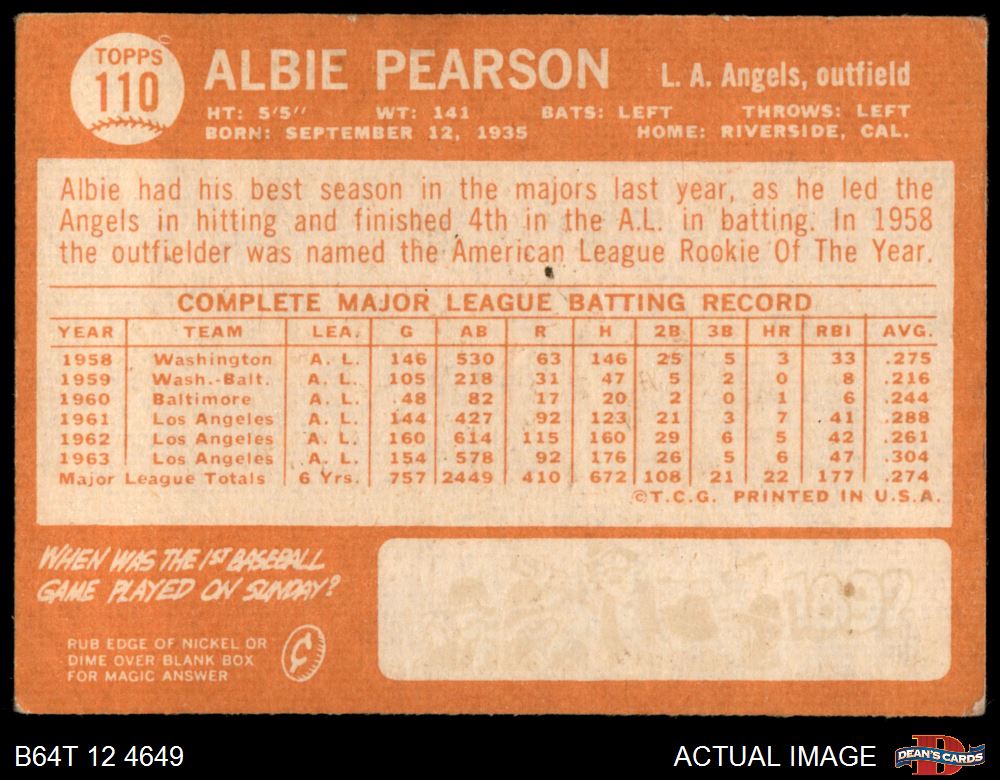 TOPPS
110
ALBIE PEARSON
L. A. Angels, outfield
HT: 5'5" WT: 141 BATS: LEFT THROWS: LEFT
BORN: SEPTEMBER 12, 1935 HOME: RIVERSIDE, CAL.
Albie had his best season in the majors last year, as he led the
Angels in hitting and finished 4th in the A.L. in batting. In 1958
the outfielder was named the American League Rookie Of The Year.
COMPLETE MAJOR LEAGUE BATTING RECORD
YEAR TEAM LEA. G AB R H 2B 3B HR RBI AVG.
1958 Washington A. L. 146 530 63 146 25 5 3 33 .275
1959 Wash.-Balt. A. L. 105 218 31 47 5 2 0 8 .216
1960 Baltimore A. L. 48 82 17 20 2 0 1 6 .244
1961 Los Angeles A. L. 144 427 92 123 21 3 7 41 .288
1962 Los Angeles A. L. 160 614 115 160 29 6 5 42 .261
1963 Los Angeles A. L. 154 578 92 176 26 5 6 47 .304
Major League Totals 6 Yrs. 757 2449 410 672 108 21 22 177 .274
©T.C.G. PRINTED IN U.S.A.
WHEN WAS THE 1ST BASEBALL
GAME PLAYED ON SUNDAY?
RUB EDGE OF NICKEL OR
DIME OVER BLANK BOX
FOR MAGIC ANSWER
¢
B64T 12 4649
ACTUAL IMAGE
DEAN'S CARDS